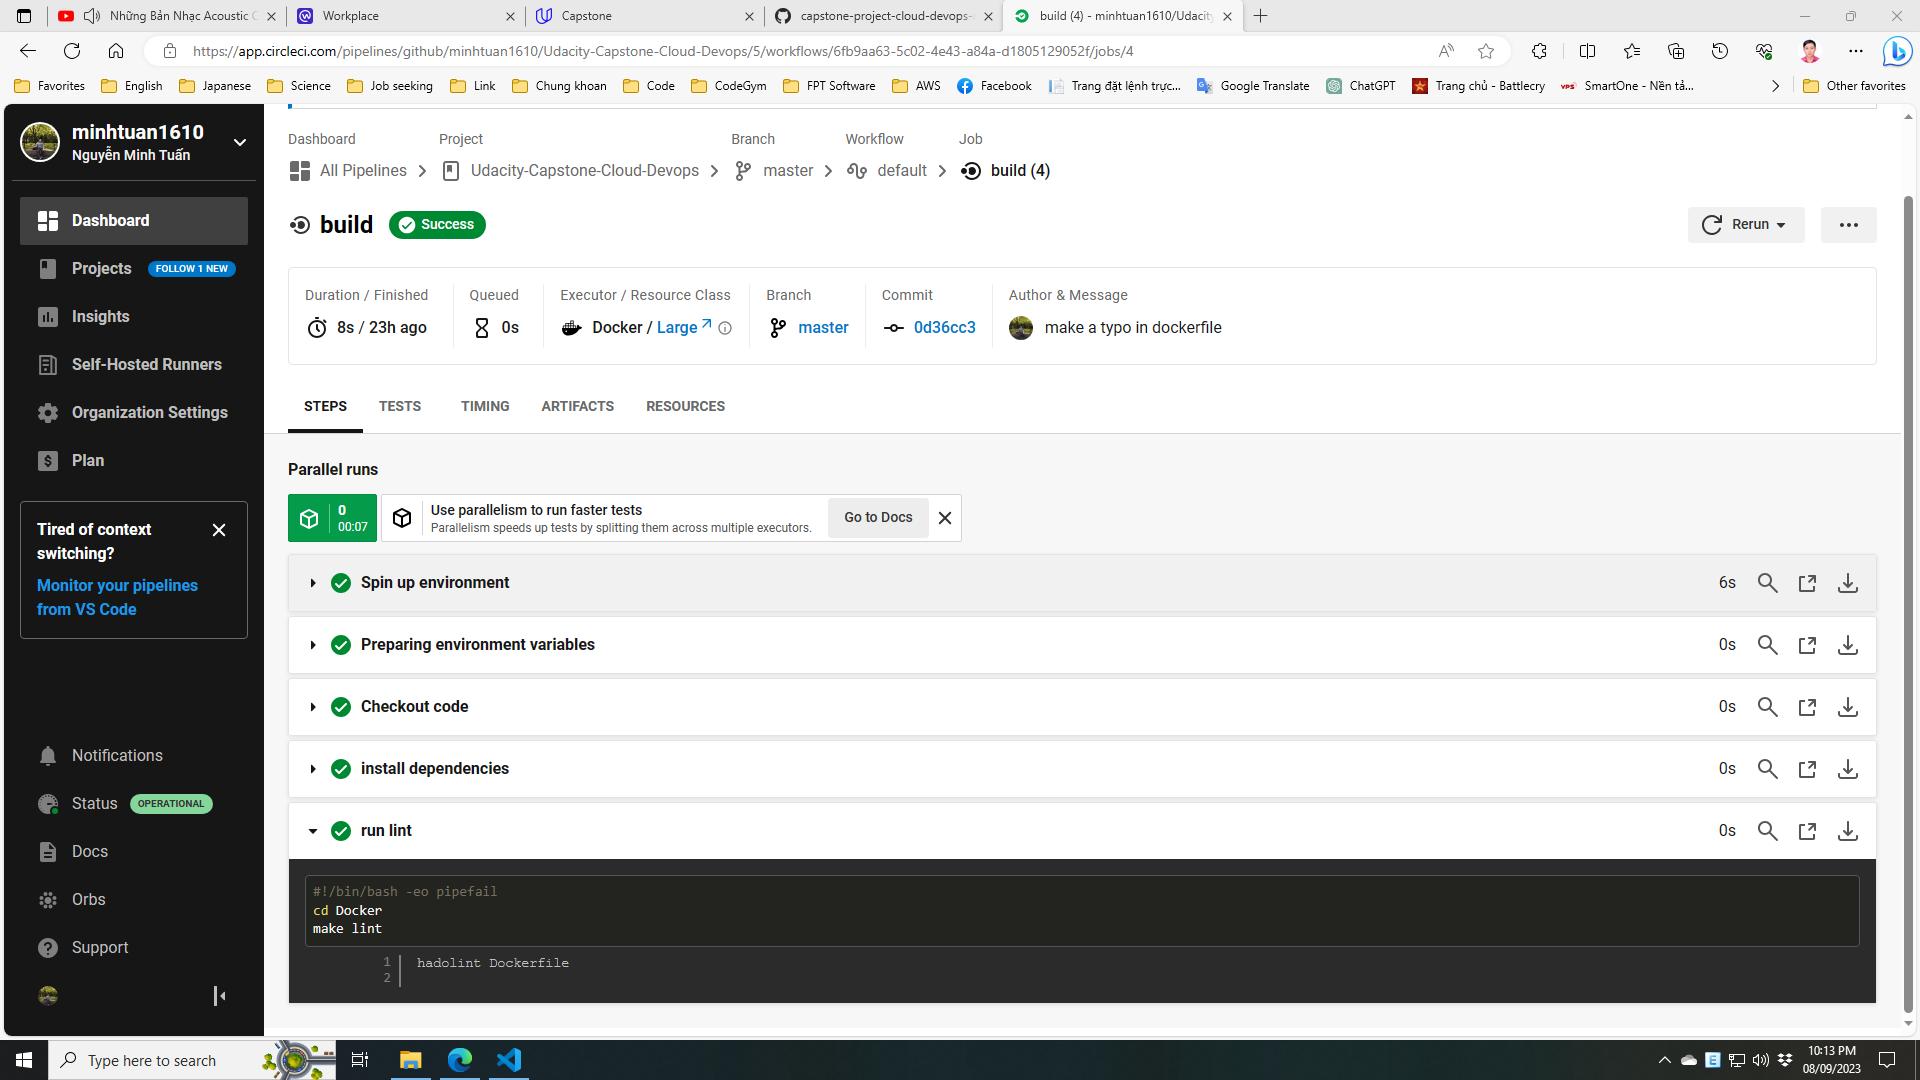 Những Bản Nhạc Acoustic C
Workplace
Capstone
capstone-project-cloud-devops-
build (4) - minhtuan1610/Udacity
https://app.circleci.com/pipelines/github/minhtuan1610/Udacity-Capstone-Cloud-Devops/5/workflows/6fb9aa63-5c02-4e43-a84a-d1805129052f/jobs/4
Favorites
English
Japanese
Science
Job seeking
Link
Chung khoan
Code
CodeGym
FPT Software
AWS
Facebook
Trang đặt lệnh trực...
Google Translate
ChatGPT
Trang chủ - Battlecry
VPS
SmartOne - Nền tả...
Other favorites
minhtuan1610
Nguyễn Minh Tuấn
Dashboard
Projects FOLLOW 1 NEW
Insights
Self-Hosted Runners
Organization Settings
Plan
Tired of context
switching?
Monitor your pipelines
from VS Code
Notifications
Status OPERATIONAL
Docs
Orbs
Support
Dashboard Project Branch Workflow Job
All Pipelines Udacity-Capstone-Cloud-Devops master default build (4)
build Success
Rerun
Duration / Finished Queued Executor / Resource Class Branch Commit Author & Message
8s / 23h ago 0s Docker / Large master 0d36cc3 make a typo in dockerfile
STEPS TESTS TIMING ARTIFACTS RESOURCES
Parallel runs
0
00:07
Use parallelism to run faster tests
Parallelism speeds up tests by splitting them across multiple executors.
Go to Docs
Spin up environment 6s
Preparing environment variables 0s
Checkout code 0s
install dependencies 0s
run lint 0s
#!/bin/bash -eo pipefail
cd Docker
make lint
1 hadolint Dockerfile
2
Type here to search
10:13 PM
08/09/2023